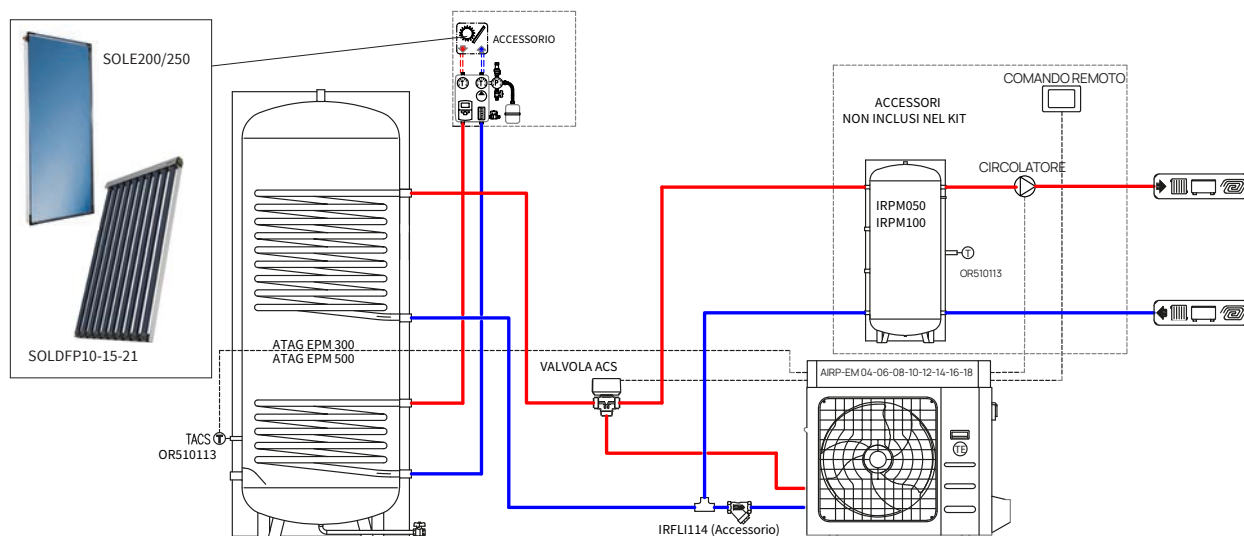 SOLE200/250
SOLDFP10-15-21
ACCESSORIO
T
T
P
COMANDO REMOTO
ACCESSORI
NON INCLUSI NEL KIT
CIRCOLATORE
IRPM050
IRPM100
T
OR510113
ATAG EPM 300
ATAG EPM 500
VALVOLA ACS
AIRP-EM 04-06-08-10-12-14-16-18
TACS T
OR510113
TE
IRFLI114 (Accessorio)